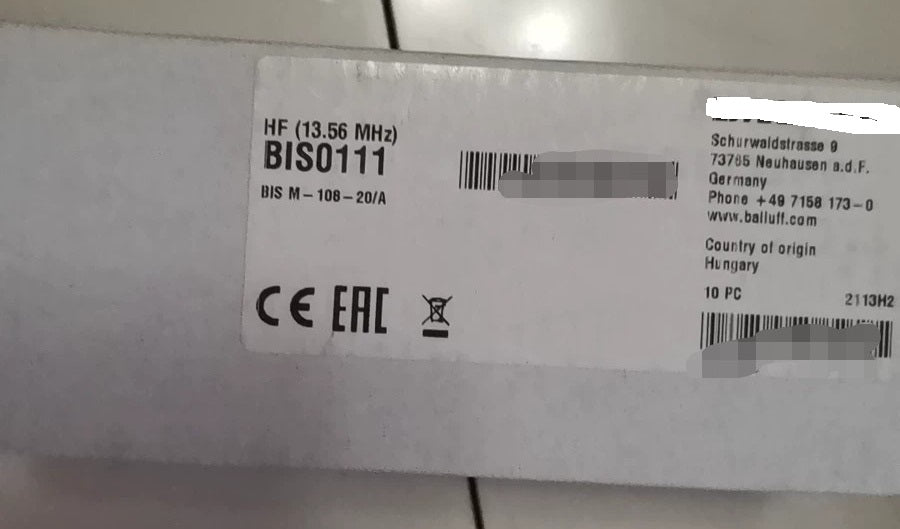 HF (13.56 MHz)
BIS0111
BIS M-108-20/A
CE EAC
Schurwaldstrasse 9
73765 Neuhausen a.d.F.
Germany
Phone +49 7158 173-0
www.balluff.com
Country of origin
Hungary
10 PC
2113H2